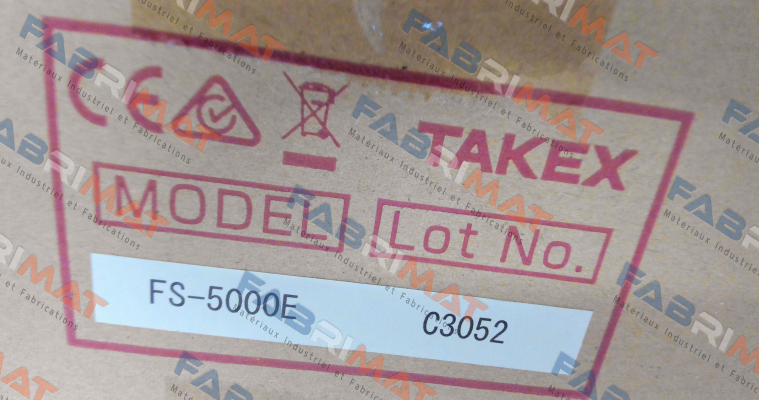 CE
TAKEX
MODEL Lot No.
FS-5000E C3052
FABRIMAT
Matériaux Industriel et Fabrications